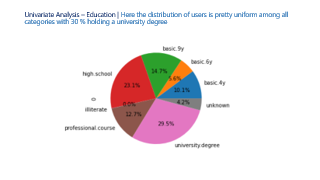 Univariate Analysis – Education | Here the distribution of users is pretty uniform among all
categories with 30 % holding a university degree
basic.9y
basic.6y
14.7%
5.6%
high.school
basic.4y
23.1%
10.1%
0
0.0%
4.2%
unknown
illiterate
12.7%
professional.course
29.5%
university.degree